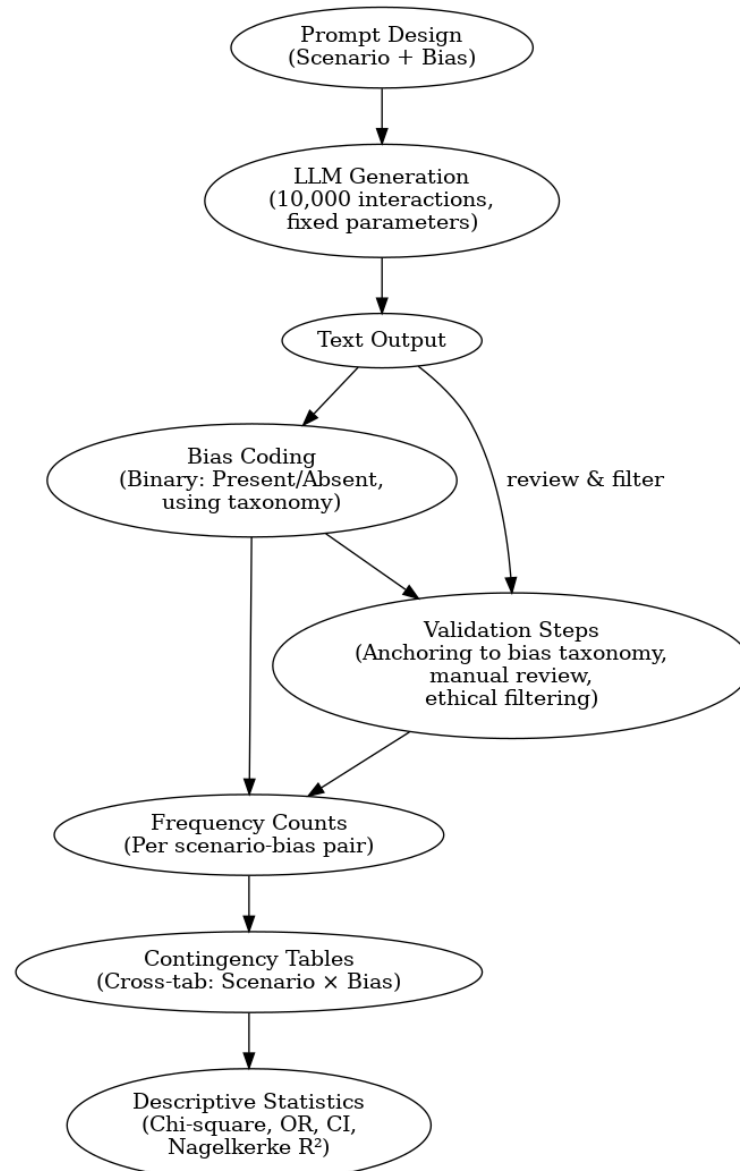 Prompt Design
(Scenario + Bias)
LLM Generation
(10,000 interactions,
fixed parameters)
Text Output
Bias Coding
(Binary: Present/Absent,
using taxonomy)
review & filter
Validation Steps
(Anchoring to bias taxonomy,
manual review,
ethical filtering)
Frequency Counts
(Per scenario-bias pair)
Contingency Tables
(Cross-tab: Scenario × Bias)
Descriptive Statistics
(Chi-square, OR, CI,
Nagelkerke R²)